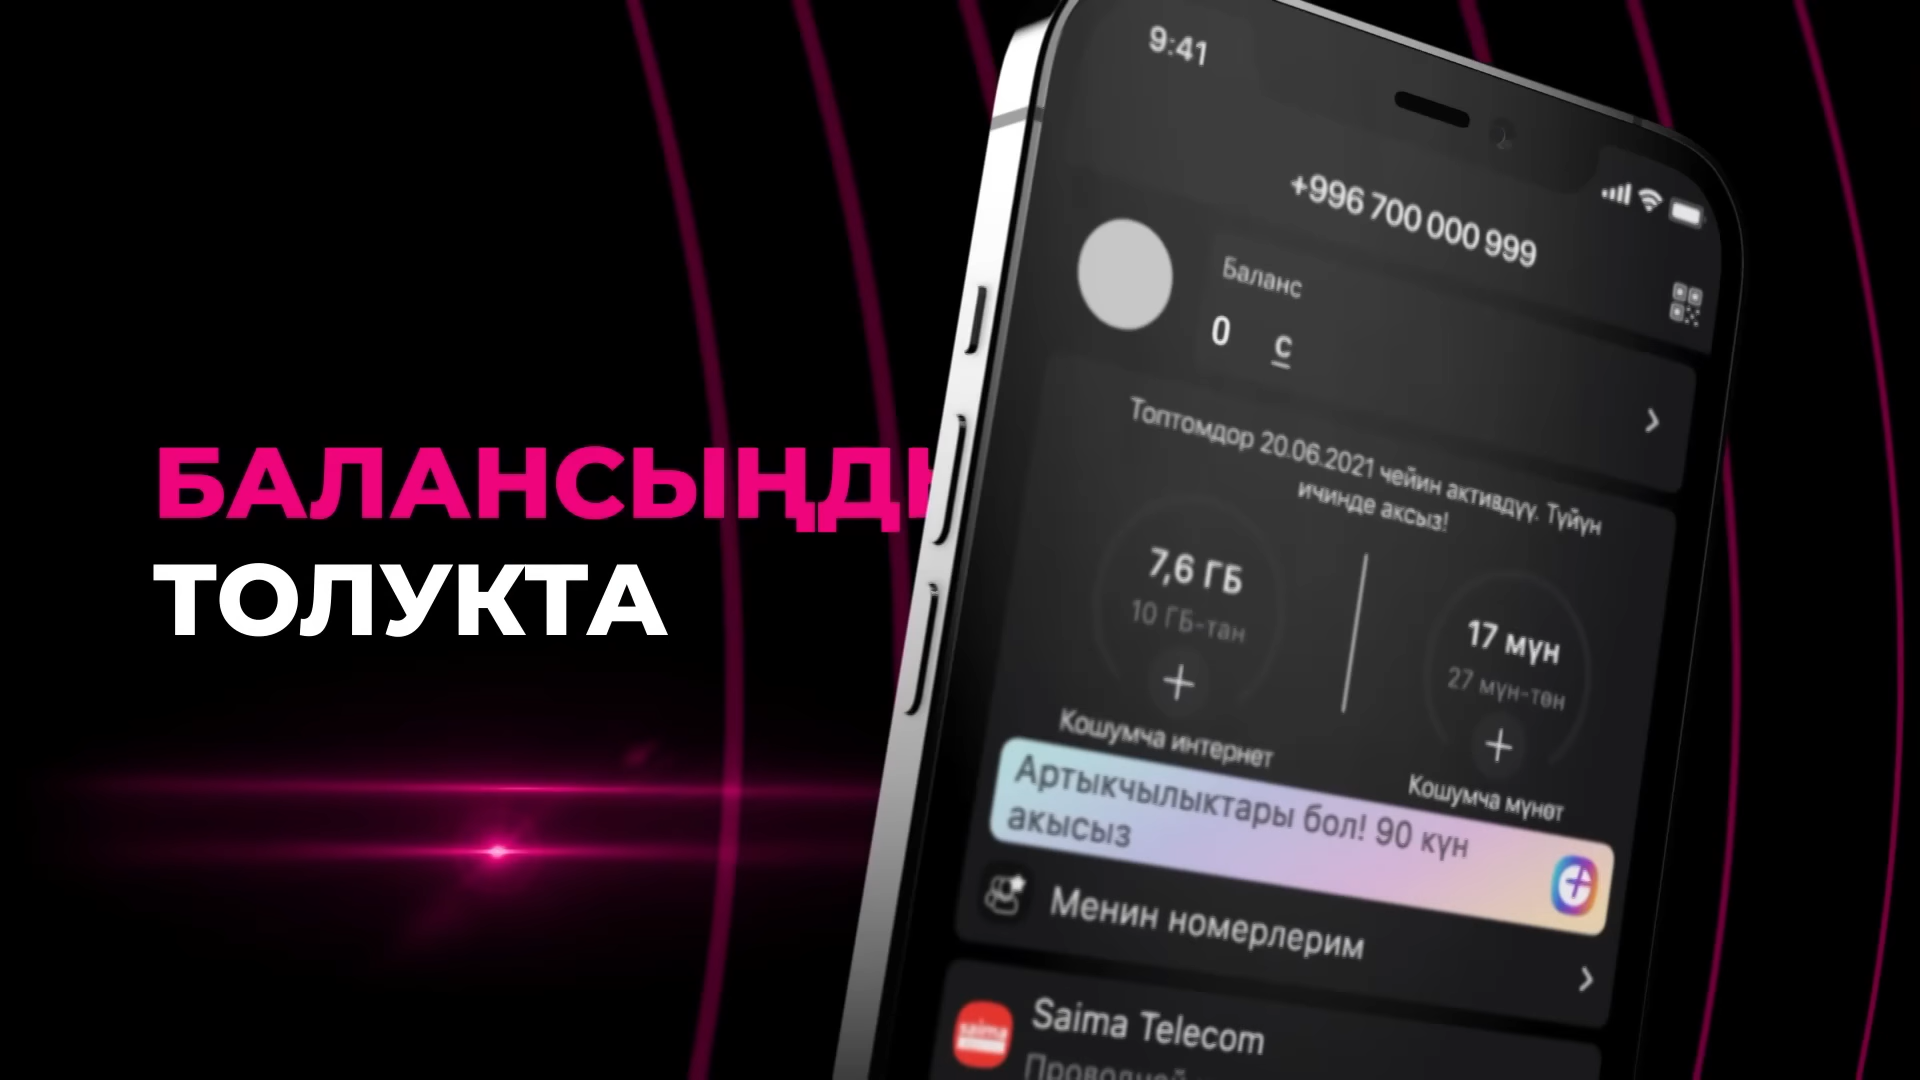 БАЛАНСЫҢДЫ
ТОЛУКТА
9:41
+996 700 000 999
Баланс
0 с
Топтомдор 20.06.2021 чейин активдүү. Түйүн
ичинде аксыз!
7,6 ГБ
10 ГБ-тан
Кошумча интернет
17 мүн
27 мүн-төн
Кошумча мүнөт
Артыкчылыктары бол! 90 күн
акысыз
Менин номерлерим
saima
Saima Telecom